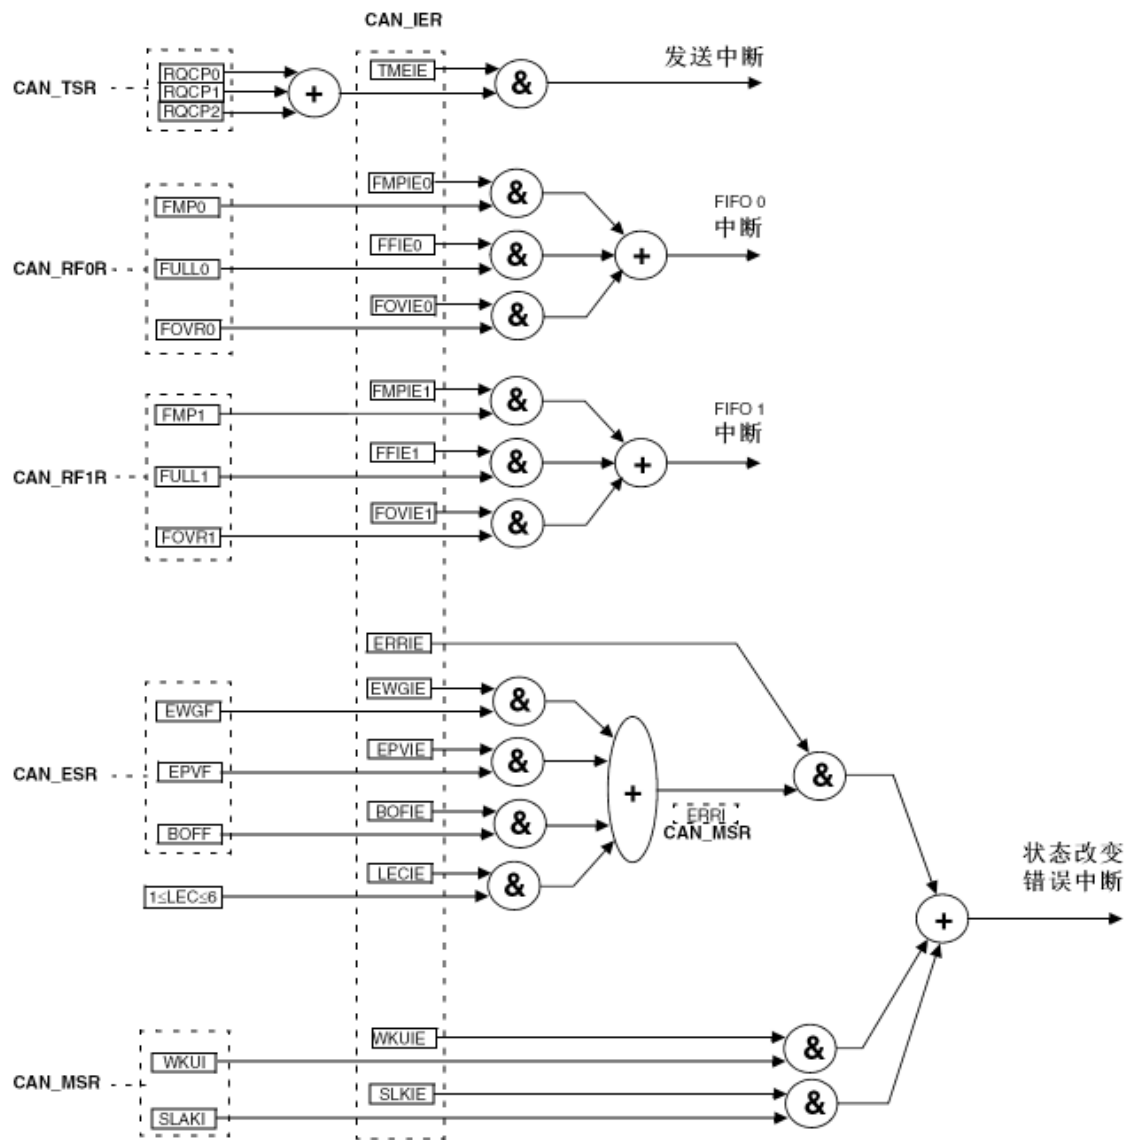 CAN_IER
CAN_TSR
RQCP0
RQCP1
RQCP2
+
TMEIE
&
发送中断
CAN_RF0R
FMP0
FULL0
FOVR0
FMPIE0
FFIE0
FOVIE0
&
&
&
+
FIFO 0
中断
CAN_RF1R
FMP1
FULL1
FOVR1
FMPIE1
FFIE1
FOVIE1
&
&
&
+
FIFO 1
中断
ERRIE
CAN_ESR
EWGF
EPVF
BOFF
1≤LEC≤6
EWGIE
EPVIE
BOFIE
LECIE
&
&
&
&
+
ERRI
CAN_MSR
&
状态改变
错误中断
+
CAN_MSR
WKUI
SLAKI
WKUIE
SLKIE
&
&